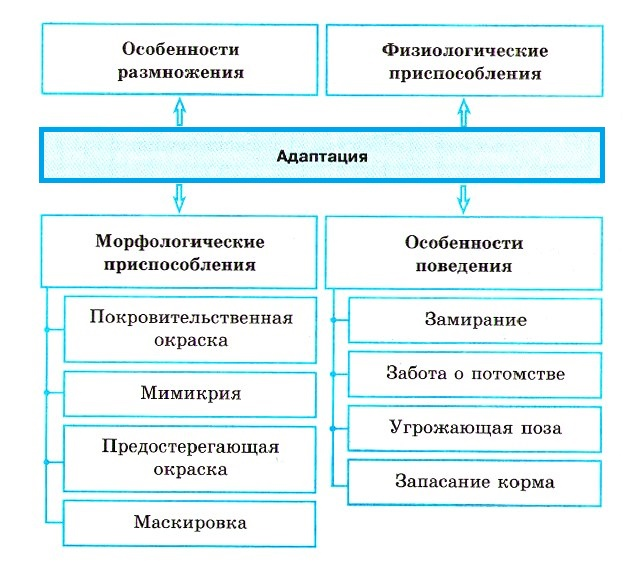 Особенности
размножения
Физиологические
приспособления
Адаптация
Морфологические
приспособления
Покровительственная
окраска
Мимикрия
Предостерегающая
окраска
Маскировка
Особенности
поведения
Замирание
Забота о потомстве
Угрожающая поза
Запасание корма